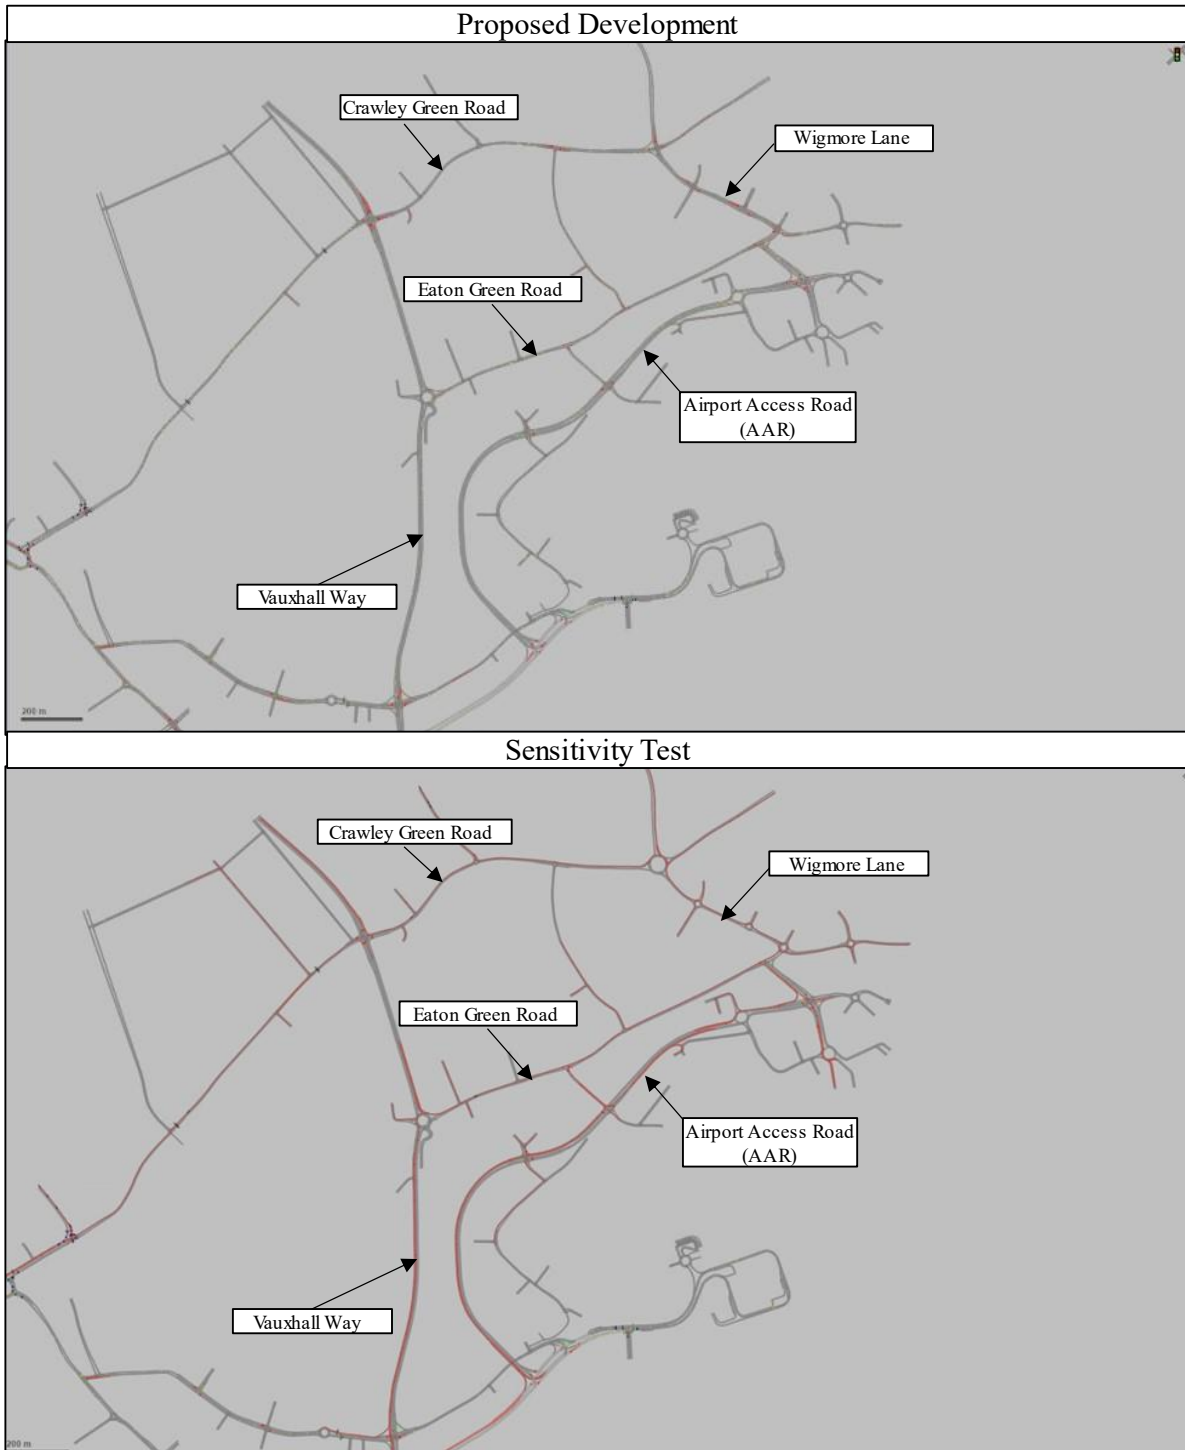 Proposed Development
Crawley Green Road
Wigmore Lane
Eaton Green Road
Airport Access Road
(AAR)
Vauxhall Way
200 m
Sensitivity Test
Crawley Green Road
Wigmore Lane
Eaton Green Road
Airport Access Road
(AAR)
Vauxhall Way
200 m